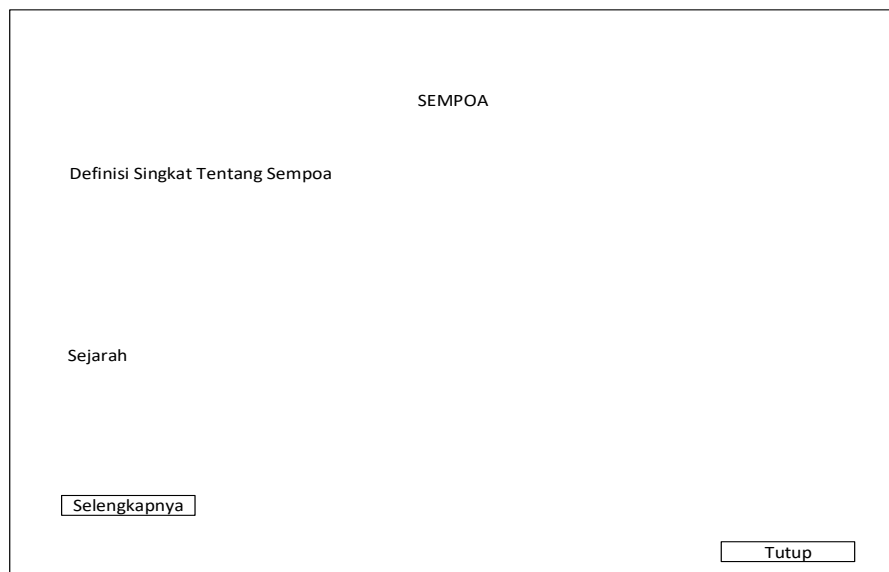 SEMPOA
Definisi Singkat Tentang Sempoa
Sejarah
Selengkapnya
Tutup